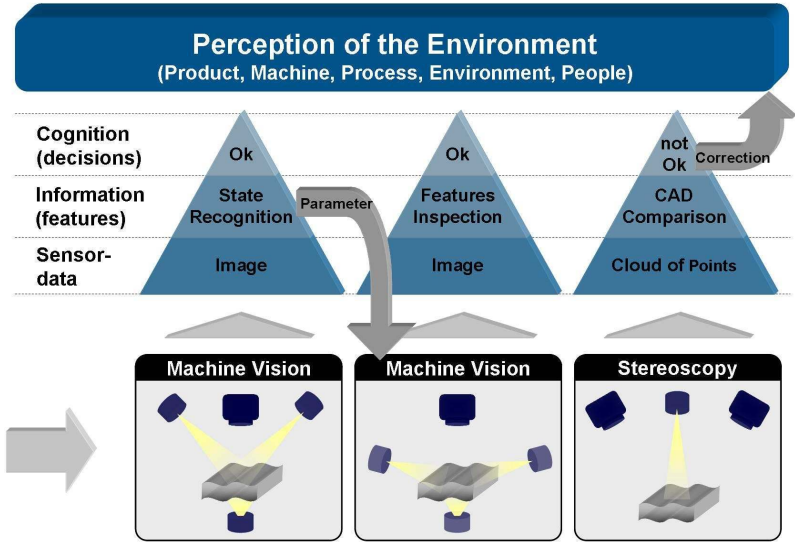 Perception of the Environment
(Product, Machine, Process, Environment, People)
Cognition
(decisions)
Ok
Ok
not
Ok
Correction
Information
(features)
State
Recognition
Parameter
Features
Inspection
CAD
Comparison
Sensor-
data
Image
Image
Cloud of Points
Machine Vision
Machine Vision
Stereoscopy